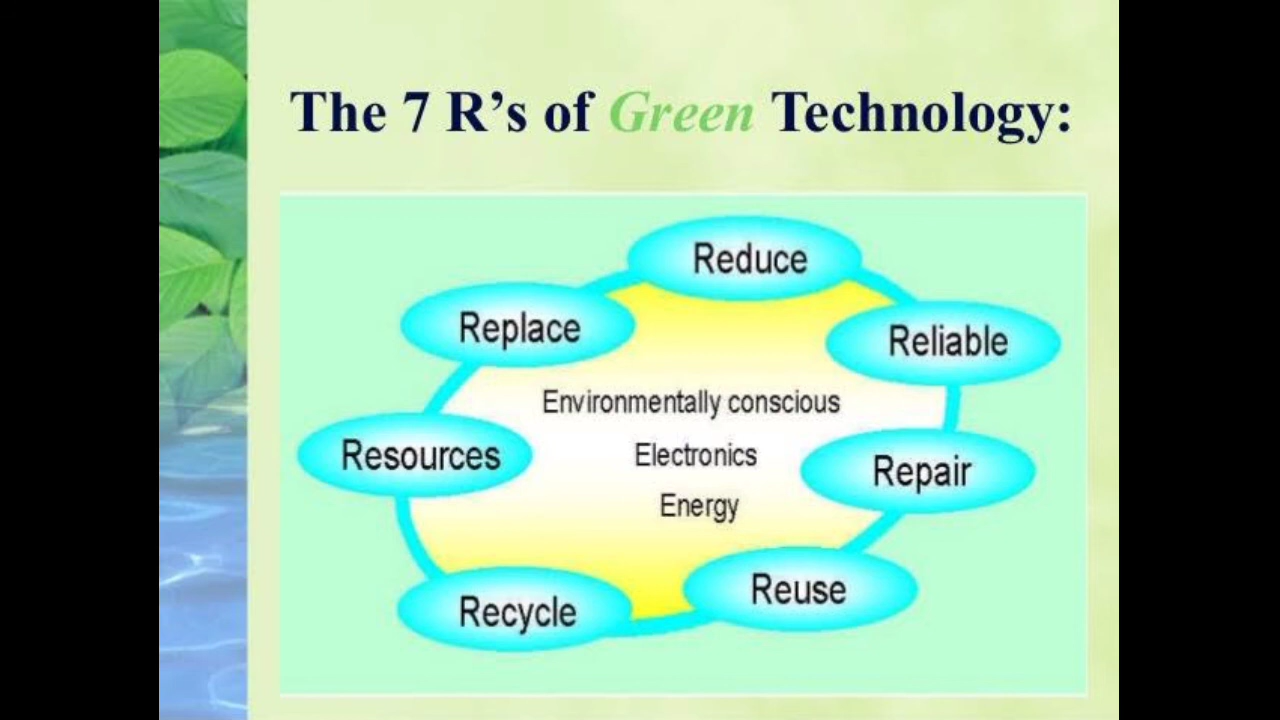 The 7 R’s of Green Technology:
Reduce
Replace
Reliable
Environmentally conscious
Resources
Electronics
Repair
Energy
Reuse
Recycle